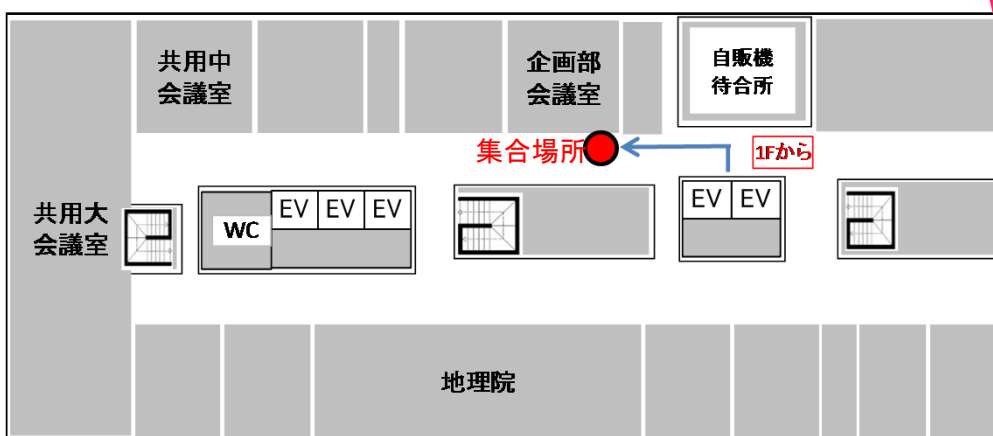 共用中
会議室
企画部
会議室
自販機
待合所
集合場所
1Fから
共用大
会議室
WC
EV
EV
EV
EV
EV
地理院